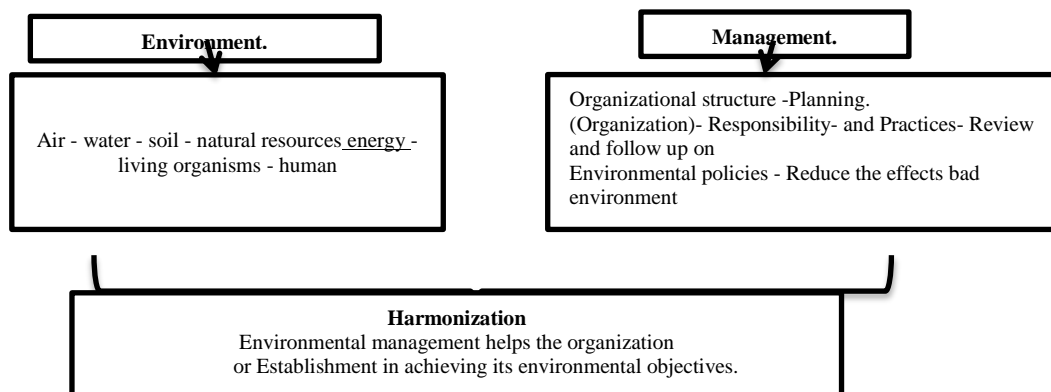 Environment.
Air - water - soil - natural resources energy -
living organisms - human
Management.
Organizational structure -Planning.
(Organization)- Responsibility- and Practices- Review
and follow up on
Environmental policies - Reduce the effects bad
environment
Harmonization
Environmental management helps the organization
or Establishment in achieving its environmental objectives.